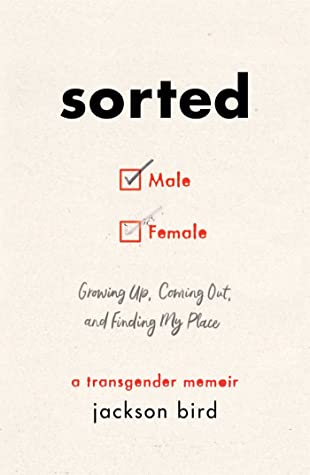 sorted
Male
Female
Growing Up, Coming Out,
and Finding My Place
a transgender memoir
jackson bird